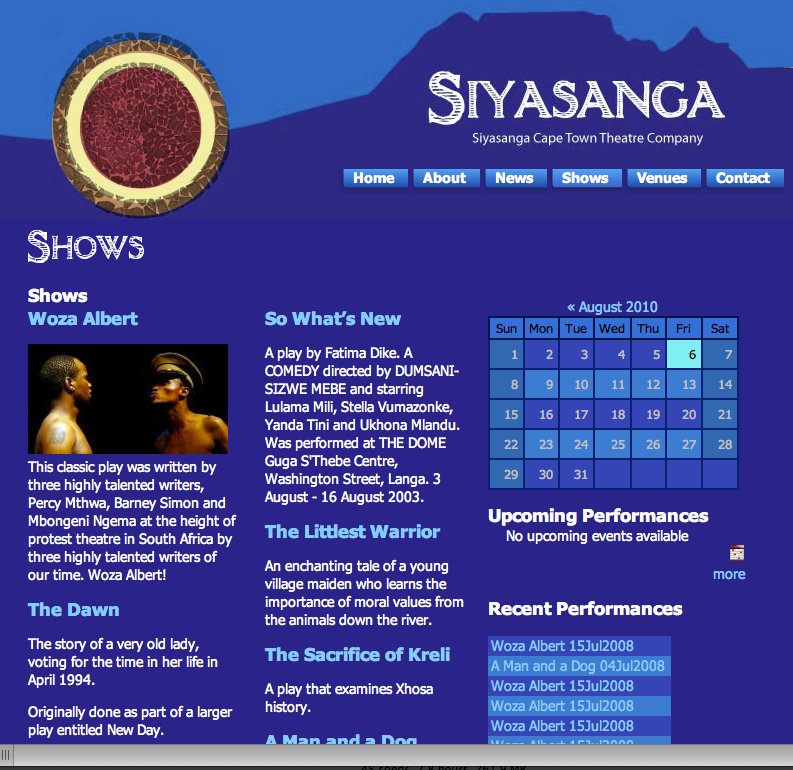 SIYASANGA
Siyasanga Cape Town Theatre Company
Home About News Shows Venues Contact
SHOWS
Shows
Woza Albert
This classic play was written by
three highly talented writers,
Percy Mthwa, Barney Simon and
Mbongeni Ngema at the height of
protest theatre in South Africa by
three highly talented writers of
our time. Woza Albert!
The Dawn
The story of a very old lady,
voting for the time in her life in
April 1994.
Originally done as part of a larger
play entitled New Day.
So What's New
A play by Fatima Dike. A
COMEDY directed by DUMSANI-
SIZWE MEBE and starring
Lulama Mili, Stella Vumazonke,
Yanda Tini and Ukhona Mlandu.
Was performed at THE DOME
Guga S'Thebe Centre,
Washington Street, Langa. 3
August - 16 August 2003.
The Littlest Warrior
An enchanting tale of a young
village maiden who learns the
importance of moral values from
the animals down the river.
The Sacrifice of Kreli
A play that examines Xhosa
history.
A Man and a Dog
« August 2010
Sun Mon Tue Wed Thu Fri Sat
1 2 3 4 5 6 7
8 9 10 11 12 13 14
15 16 17 18 19 20 21
22 23 24 25 26 27 28
29 30 31
Upcoming Performances
No upcoming events available
more
Recent Performances
Woza Albert 15Jul2008
A Man and a Dog 04Jul2008
Woza Albert 15Jul2008
Woza Albert 15Jul2008
Woza Albert 15Jul2008